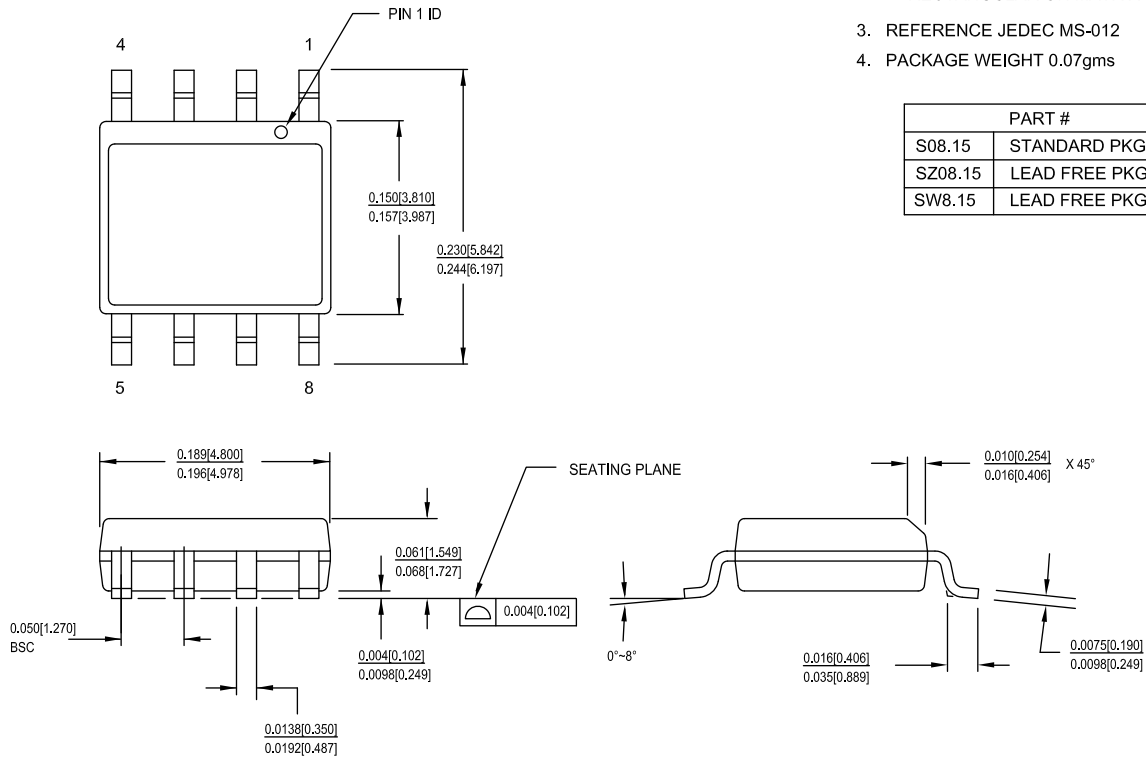 PIN 1 ID
4
1
3. REFERENCE JEDEC MS-012
4. PACKAGE WEIGHT 0.07gms
PART #
S08.15 STANDARD PKG
SZ08.15 LEAD FREE PKG
SW8.15 LEAD FREE PKG
0.150[3.810]
0.157[3.987]
0.230[5.842]
0.244[6.197]
5
8
0.189[4.800]
0.196[4.978]
SEATING PLANE
0.010[0.254]
0.016[0.406]
X 45°
0.061[1.549]
0.068[1.727]
0.004[0.102]
0.050[1.270]
BSC
0.004[0.102]
0.0098[0.249]
0°~8°
0.016[0.406]
0.035[0.889]
0.0075[0.190]
0.0098[0.249]
0.0138[0.350]
0.0192[0.487]